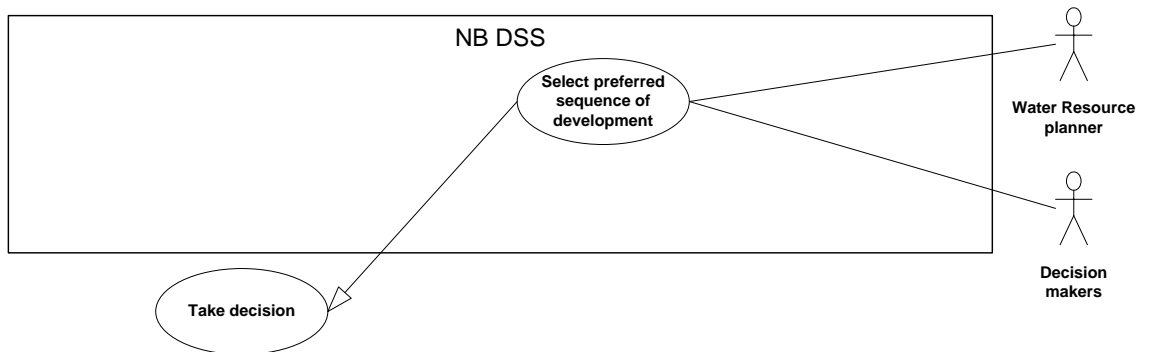 NB DSS
Select preferred
sequence of
development
Water Resource
planner
Decision
makers
Take decision